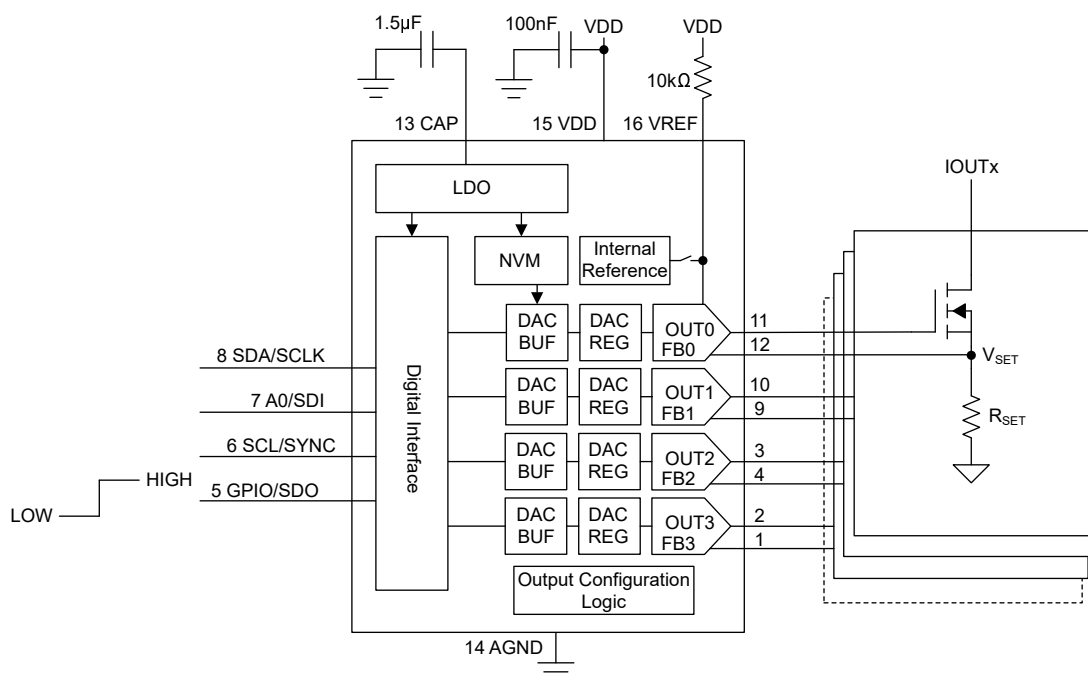 1.5µF
100nF
VDD
VDD
10kΩ
13 CAP
15 VDD
16 VREF
LDO
IOUTx
NVM
Internal
Reference
DAC
BUF
DAC
REG
OUT0
FB0
11
12
VSET
8 SDA/SCLK
7 A0/SDI
6 SCL/SYNC
5 GPIO/SDO
HIGH
LOW
Digital Interface
DAC
BUF
DAC
REG
OUT1
FB1
10
9
RSET
DAC
BUF
DAC
REG
OUT2
FB2
3
4
DAC
BUF
DAC
REG
OUT3
FB3
2
1
Output Configuration
Logic
14 AGND